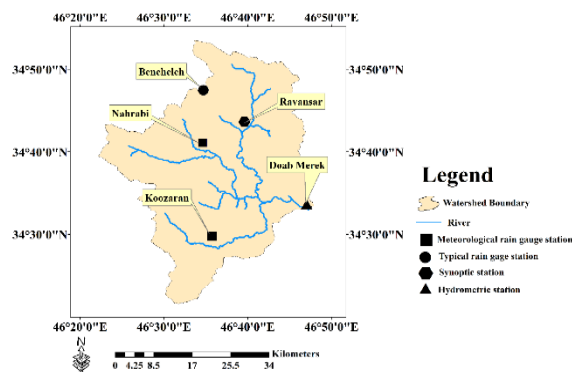 46°20'0"E 46°30'0"E 46°40'0"E 46°50'0"E
34°50'0"N 34°50'0"N
34°40'0"N 34°40'0"N
34°30'0"N 34°30'0"N
Benehelch
Ravansar
Nahrabi
Doab Merek
Koozaran
46°20'0"E 46°30'0"E 46°40'0"E 46°50'0"E
Legend
Watershed Boundary
River
Meteorological rain gauge station
Typical rain gage station
Synoptic station
Hydrometric station
N
Kilometers
0 4.25 8.5 17 25.5 34